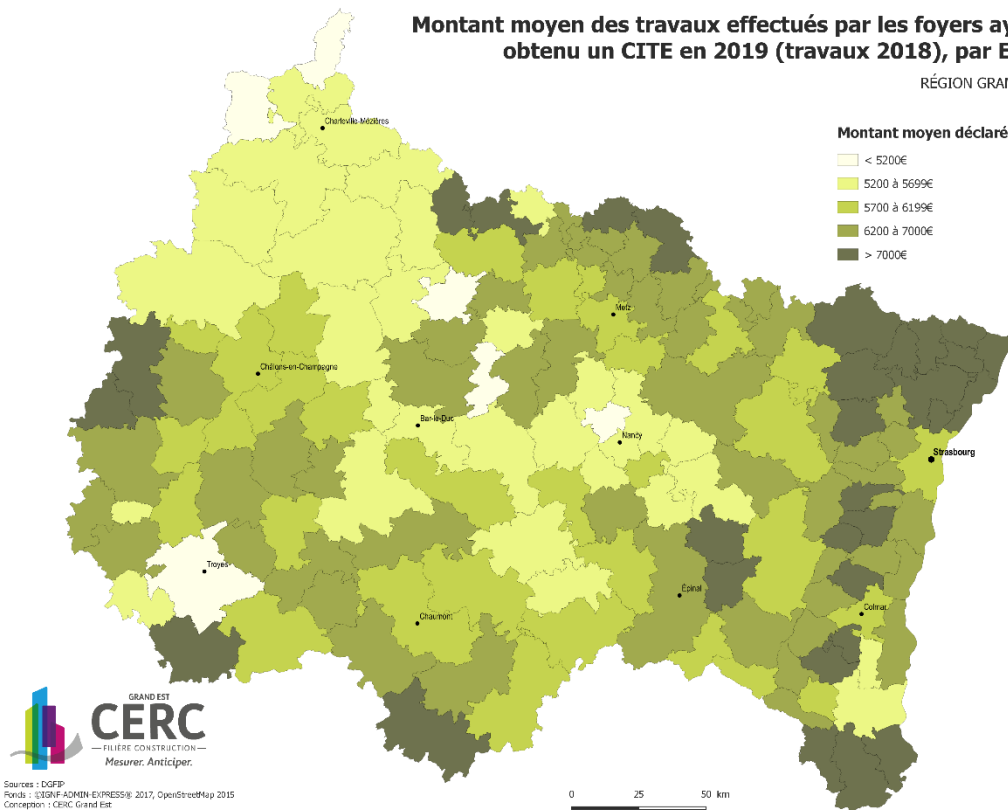 Montant moyen des travaux effectués par les foyers ay
obtenu un CITE en 2019 (travaux 2018), par E
RÉGION GRAN
Montant moyen déclaré
< 5200€
5200 à 5699€
5700 à 6199€
6200 à 7000€
> 7000€
Charleville-Mézières
Metz
Châlons-en-Champagne
Bar-le-Duc
Nancy
Strasbourg
Troyes
Épinal
Chaumont
Colmar
GRAND EST
CERC
FILIÈRE CONSTRUCTION
Mesurer. Anticiper.
Sources : DGFIP
Fonds : ©IGNF-ADMIN-EXPRESS® 2017, OpenStreetMap 2015
Conception : CERC Grand Est
0 25 50 km